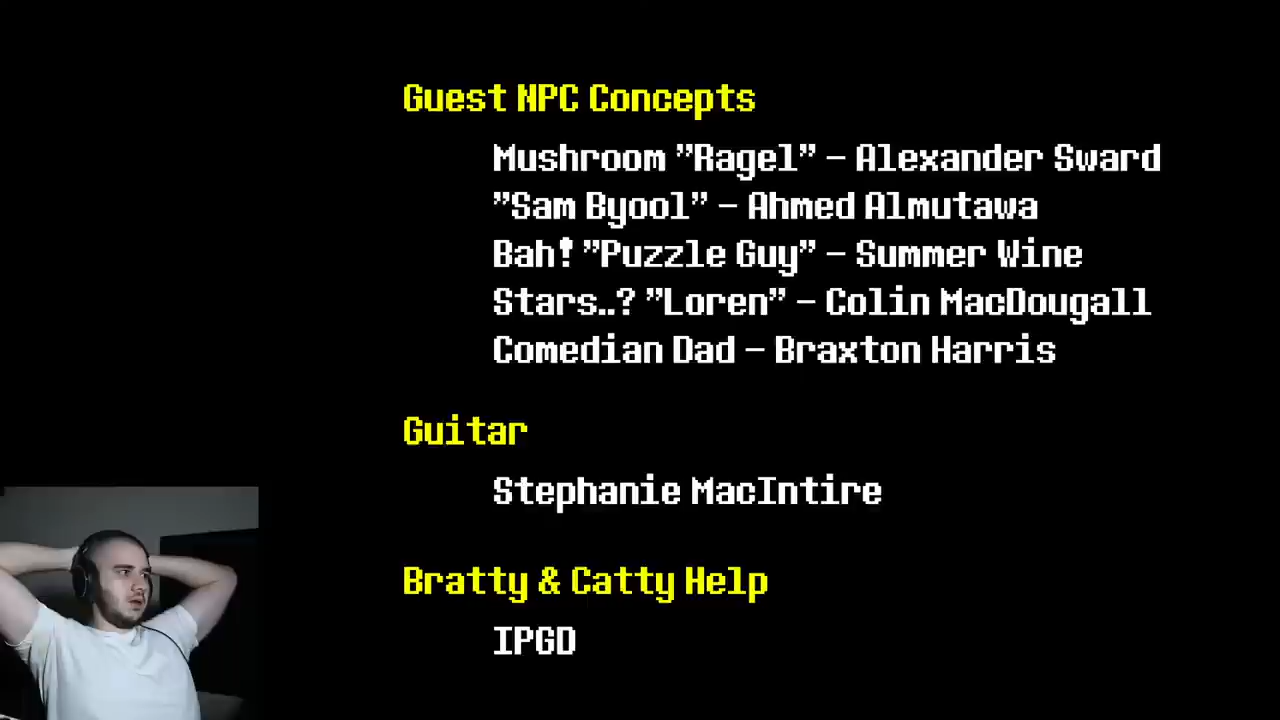 Guest NPC Concepts
Mushroom "Ragel" - Alexander Sward
"Sam Byool" - Ahmed Almutawa
Bah! "Puzzle Guy" - Summer Wine
Stars..? "Loren" - Colin MacDougall
Comedian Dad - Braxton Harris
Guitar
Stephanie MacIntire
Bratty & Catty Help
IPGD